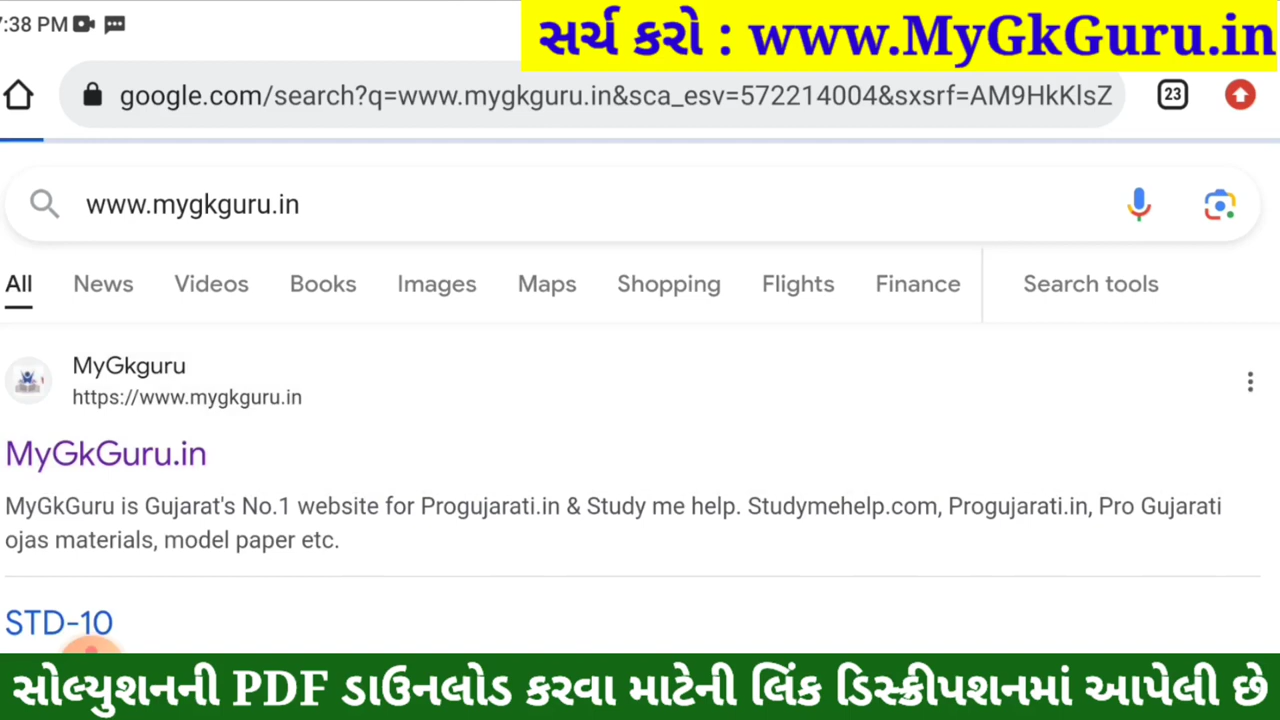 :38 PM
સર્ચ કરો : www.MyGkGuru.in
google.com/search?q=www.mygkguru.in&sca_esv=572214004&sxsrf=AM9HkKlsZ
23
www.mygkguru.in
All News Videos Books Images Maps Shopping Flights Finance Search tools
MyGkguru
https://www.mygkguru.in
MyGkGuru.in
MyGkGuru is Gujarat's No.1 website for Progujarati.in & Study me help. Studymehelp.com, Progujarati.in, Pro Gujarati
ojas materials, model paper etc.
STD-10
સોલ્યુશનની PDF ડાઉનલોડ કરવા માટેની લિંક ડિસ્ક્રીપશનમાં આપેલી છે